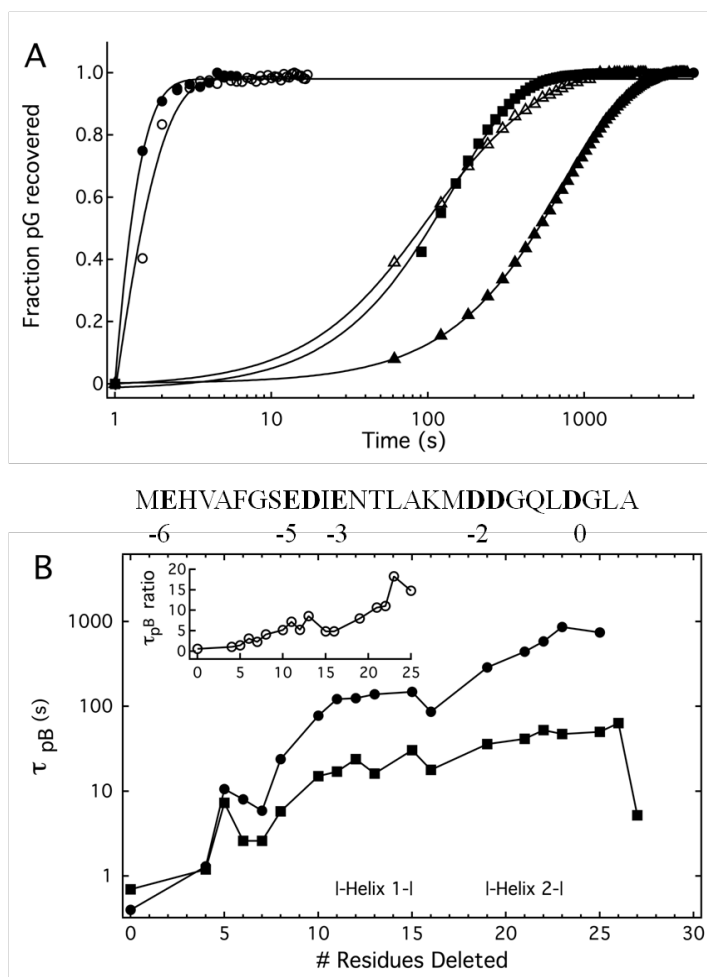 A
Fraction pG recovered
1.0
0.8
0.6
0.4
0.2
0
1
10
100
1000
Time (s)
MEHVAFGSEDIENTLAKMDDGQLDGLA
-6 -5 -3 -2 0
B
τpB ratio
20
15
10
5
0
0 5 10 15 20 25
τ pB (s)
1000
100
10
1
|-Helix 1-| |-Helix 2-|
0 5 10 15 20 25 30
# Residues Deleted